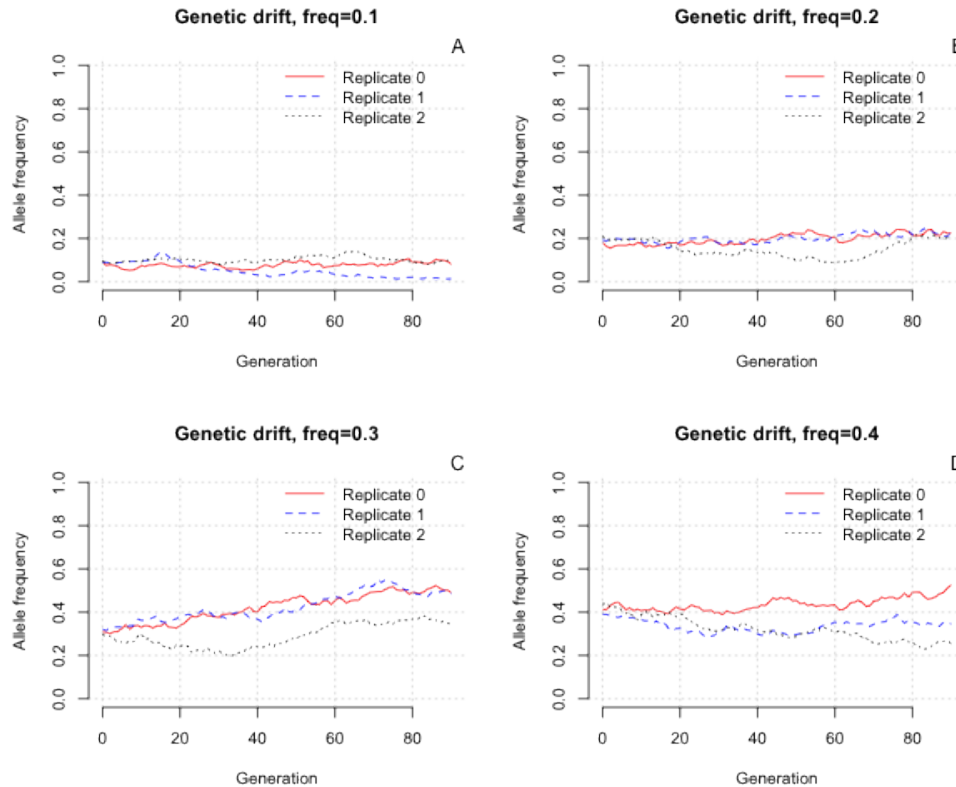 Genetic drift, freq=0.1
A
Replicate 0
Replicate 1
Replicate 2
Allele frequency
0.0
0.2
0.4
0.6
0.8
1.0
0 20 40 60 80
Generation
Genetic drift, freq=0.2
Replicate 0
Replicate 1
Replicate 2
Allele frequency
0.0
0.2
0.4
0.6
0.8
1.0
0 20 40 60 80
Generation
Genetic drift, freq=0.3
C
Replicate 0
Replicate 1
Replicate 2
Allele frequency
0.0
0.2
0.4
0.6
0.8
1.0
0 20 40 60 80
Generation
Genetic drift, freq=0.4
D
Replicate 0
Replicate 1
Replicate 2
Allele frequency
0.0
0.2
0.4
0.6
0.8
1.0
0 20 40 60 80
Generation